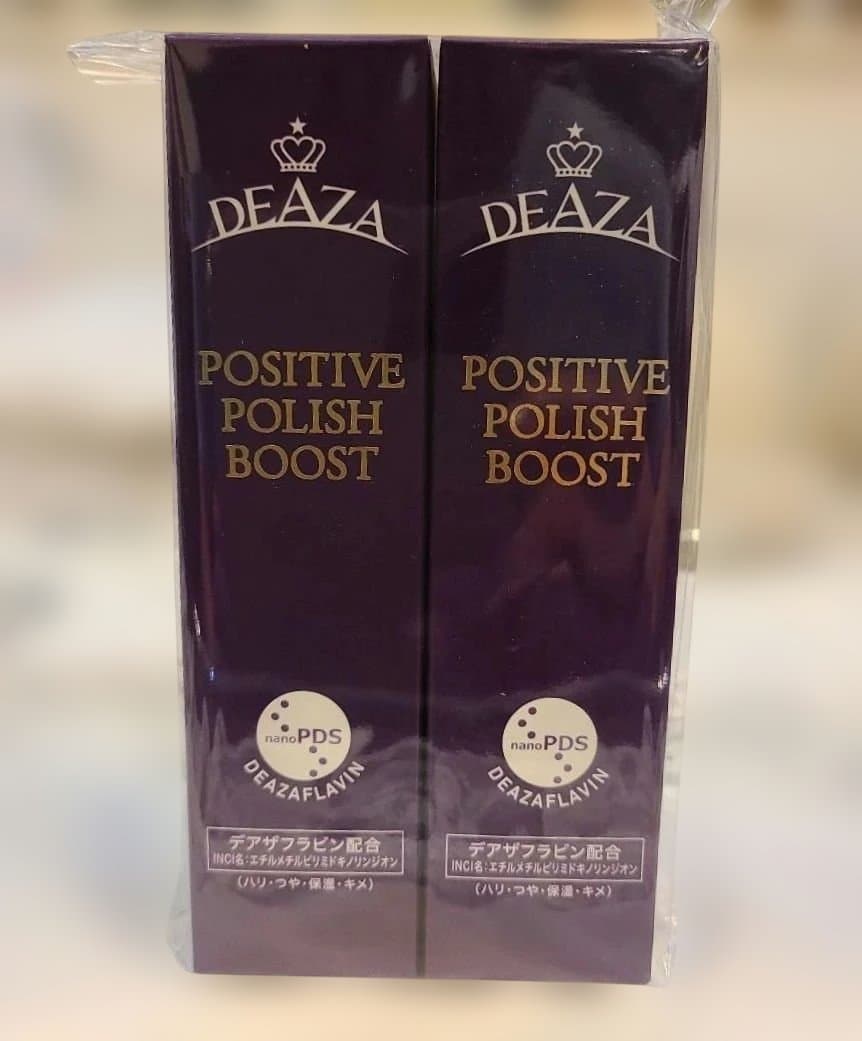 DEAZA
POSITIVE
POLISH
BOOST
nanoPDS
DEAZAFLAVIN
デアザフラビン配合
INCI名:エチルメチルピリミドキノリンジオン
(ハリ・つや・保湿・キメ)
DEAZA
POSITIVE
POLISH
BOOST
nanoPDS
DEAZAFLAVIN
デアザフラビン配合
INCI名:エチルメチルピリミドキノリンジオン
(ハリ・つや・保湿・キメ)